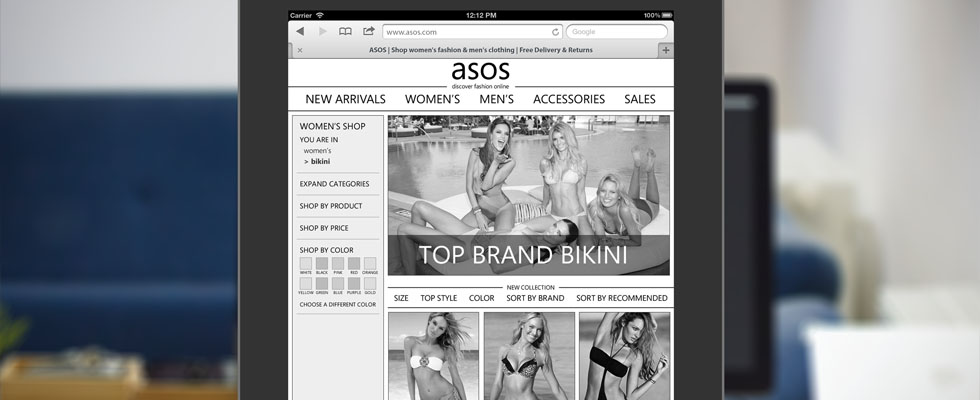 Carrier 12:12 PM 100%
www.asos.com Google
ASOS | Shop women's fashion & men's clothing | Free Delivery & Returns
asos
discover fashion online
NEW ARRIVALS WOMEN'S MEN'S ACCESSORIES SALES
WOMEN'S SHOP
YOU ARE IN
women's
> bikini
EXPAND CATEGORIES
SHOP BY PRODUCT
SHOP BY PRICE
SHOP BY COLOR
WHITE BLACK PINK RED ORANGE
YELLOW GREEN BLUE PURPLE GOLD
CHOOSE A DIFFERENT COLOR
TOP BRAND BIKINI
NEW COLLECTION
SIZE TOP STYLE COLOR SORT BY BRAND SORT BY RECOMMENDED